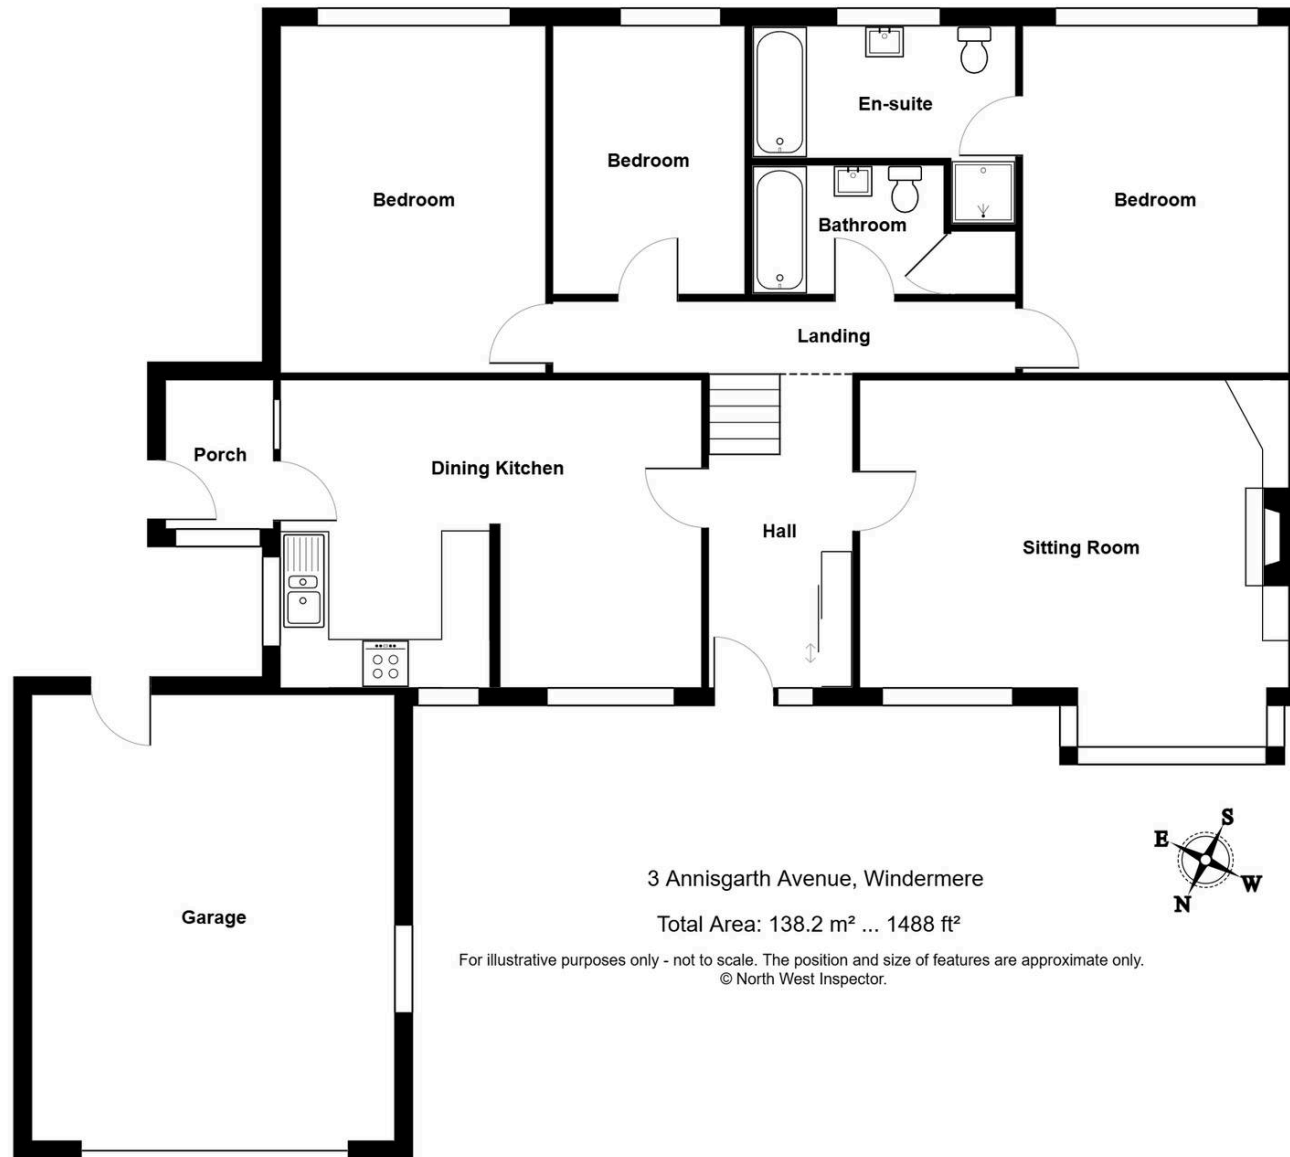 En-suite
Bedroom
Bedroom
Bedroom
Bathroom
Landing
Porch
Dining Kitchen
Hall
Sitting Room
Garage
S
E
W
N
3 Annisgarth Avenue, Windermere
Total Area: 138.2 m² ... 1488 ft²
For illustrative purposes only - not to scale. The position and size of features are approximate only.
© North West Inspector.